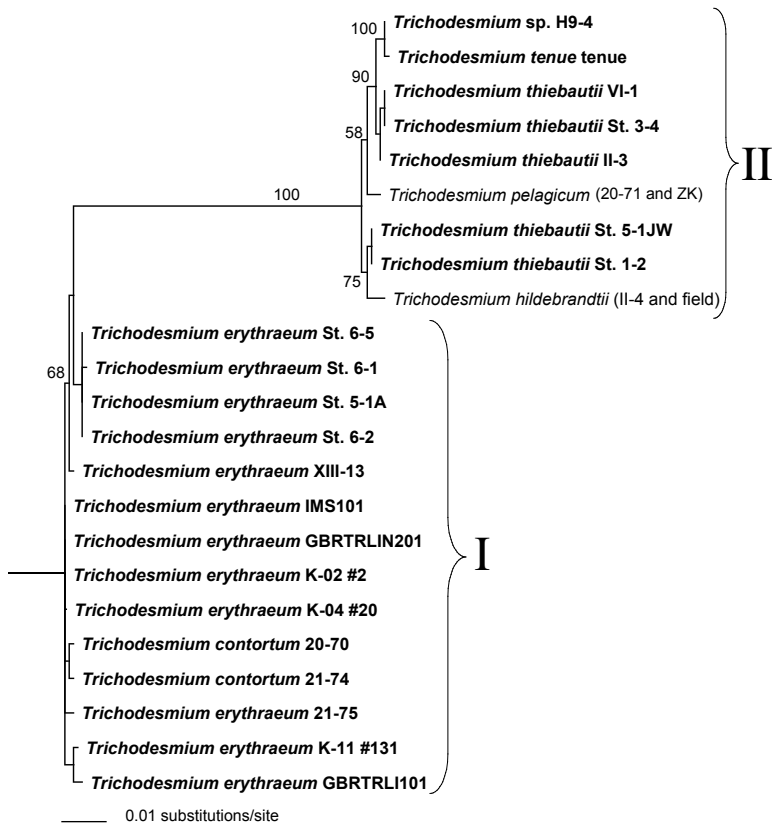 100
Trichodesmium sp. H9-4
Trichodesmium tenue tenue
90
Trichodesmium thiebautii VI-1
Trichodesmium thiebautii St. 3-4
58
Trichodesmium thiebautii II-3
II
100
Trichodesmium pelagicum (20-71 and ZK)
Trichodesmium thiebautii St. 5-1JW
Trichodesmium thiebautii St. 1-2
75
Trichodesmium hildebrandtii (II-4 and field)
Trichodesmium erythraeum St. 6-5
68
Trichodesmium erythraeum St. 6-1
Trichodesmium erythraeum St. 5-1A
Trichodesmium erythraeum St. 6-2
Trichodesmium erythraeum XIII-13
Trichodesmium erythraeum IMS101
Trichodesmium erythraeum GBRTRLIN201
I
Trichodesmium erythraeum K-02 #2
Trichodesmium erythraeum K-04 #20
Trichodesmium contortum 20-70
Trichodesmium contortum 21-74
Trichodesmium erythraeum 21-75
Trichodesmium erythraeum K-11 #131
Trichodesmium erythraeum GBRTRLI101
0.01 substitutions/site